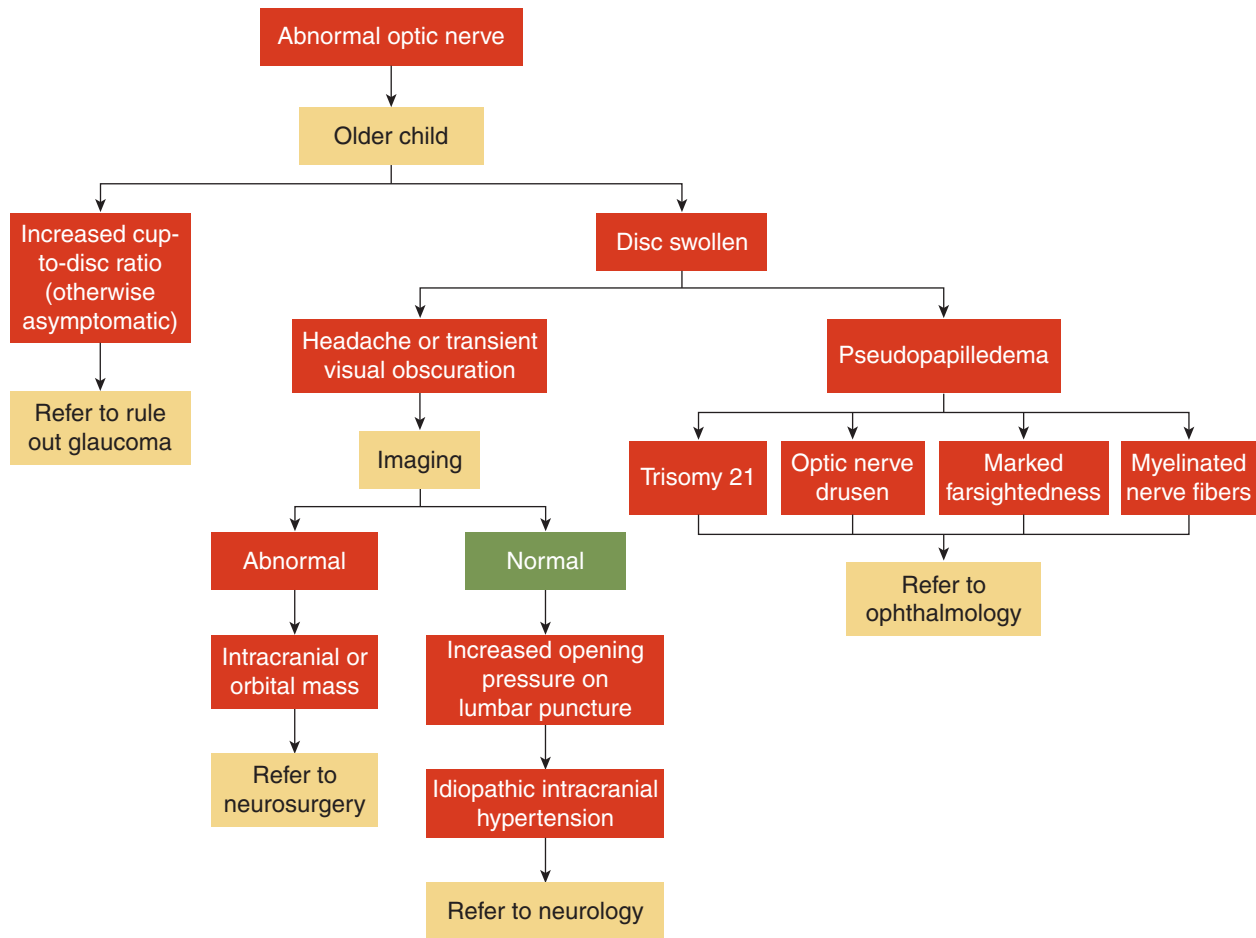 Abnormal optic nerve
Older child
Increased cup-
to-disc ratio
(otherwise
asymptomatic)
Refer to rule
out glaucoma
Disc swollen
Headache or transient
visual obscuration
Imaging
Abnormal
Intracranial or
orbital mass
Refer to
neurosurgery
Normal
Increased opening
pressure on
lumbar puncture
Idiopathic intracranial
hypertension
Refer to neurology
Pseudopapilledema
Trisomy 21
Optic nerve
drusen
Marked
farsightedness
Myelinated
nerve fibers
Refer to
ophthalmology